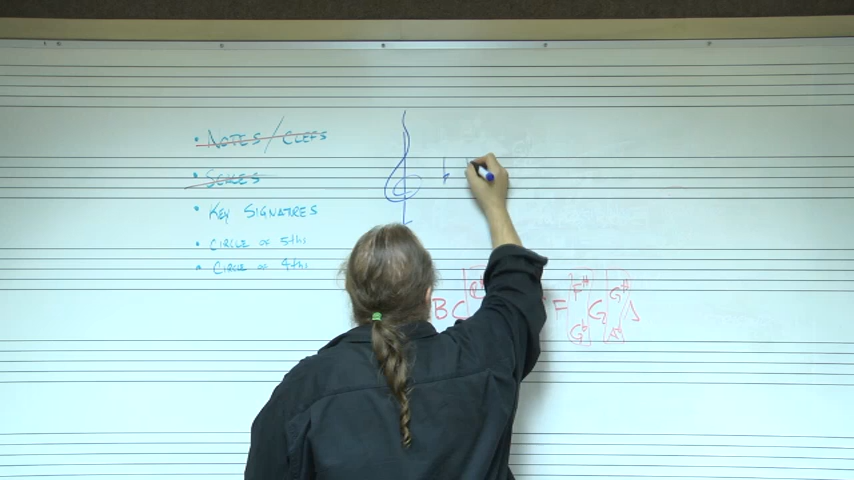 • NOTES / CLEFS
• SCALES
• KEY SIGNATURES
• CIRCLE OF 5ths
• CIRCLE OF 4ths
♭
B C F F# G G# A
G♭ A♭